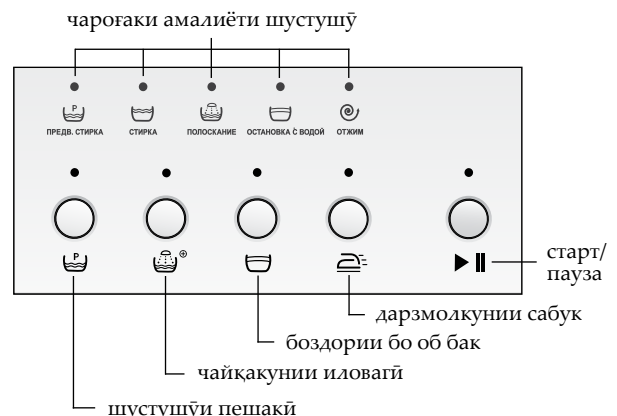 чароғаки амалиёти шустушӯ
P
ПРЕДВ. СТИРКА СТИРКА ПОЛОСКАНИЕ ОСТАНОВКА С ВОДОЙ ОТЖИМ
P
старт/
пауза
дарзмолкунии сабук
боздории бо об бак
чайқакунии иловагӣ
шустушӯи пешакӣ